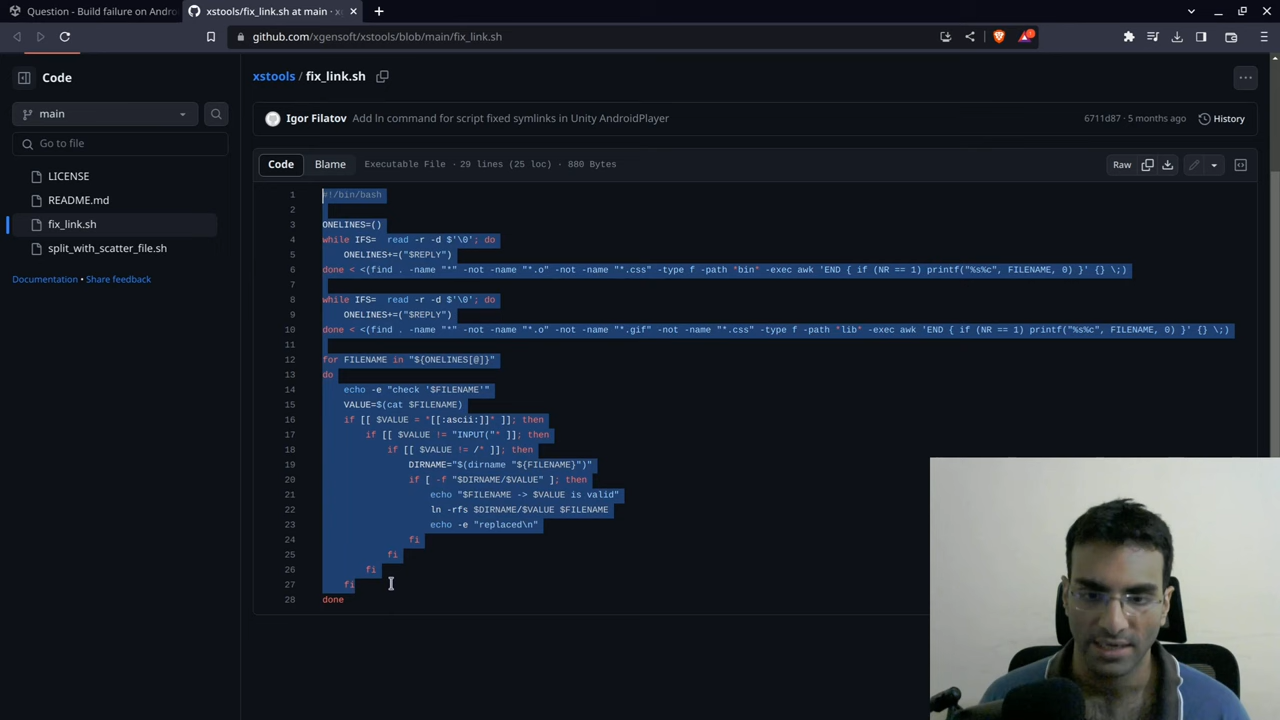 Question - Build failure on Andro
xstools/fix_link.sh at main · xg
github.com/xgensoft/xstools/blob/main/fix_link.sh
Code
main
Go to file
LICENSE
README.md
fix_link.sh
split_with_scatter_file.sh
Documentation • Share feedback
xstools / fix_link.sh
Igor Filatov Add ln command for script fixed symlinks in Unity AndroidPlayer
6711d87 · 5 months ago History
Code Blame Executable File · 29 lines (25 loc) · 880 Bytes
Raw
1 #!/bin/bash
2
3 ONELINES=()
4 while IFS=  read -r -d $'\0'; do
5     ONELINES+=("$REPLY")
6 done < <(find . -name "*" -not -name "*.o" -not -name "*.css" -type f -path *bin* -exec awk 'END { if (NR == 1) printf("%s%c", FILENAME, 0) }' {} \;)
7
8 while IFS=  read -r -d $'\0'; do
9     ONELINES+=("$REPLY")
10 done < <(find . -name "*" -not -name "*.o" -not -name "*.gif" -not -name "*.css" -type f -path *lib* -exec awk 'END { if (NR == 1) printf("%s%c", FILENAME, 0) }' {} \;)
11
12 for FILENAME in "${ONELINES[@]}"
13 do
14     echo -e "check '$FILENAME'"
15     VALUE=$(cat $FILENAME)
16     if [[ $VALUE = *[[:ascii:]]* ]]; then
17         if [[ $VALUE != "INPUT("* ]]; then
18             if [[ $VALUE != /* ]]; then
19                 DIRNAME="$(dirname "${FILENAME}")"
20                 if [ -f "$DIRNAME/$VALUE" ]; then
21                     echo "$FILENAME -> $VALUE is valid"
22                     ln -rfs $DIRNAME/$VALUE $FILENAME
23                     echo -e "replaced\n"
24                 fi
25             fi
26         fi
27     fi
28 done